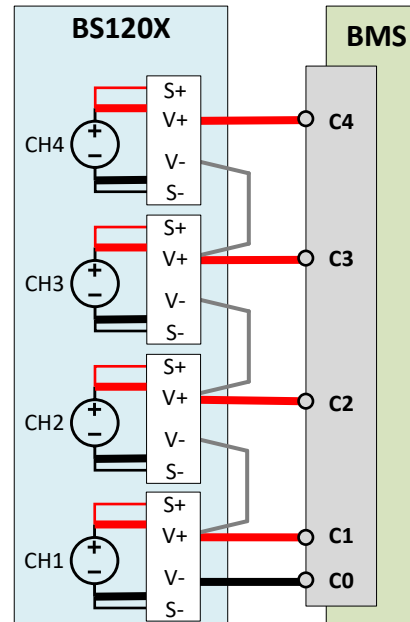 BS120X
BMS
CH4
+
−
S+
V+
V-
S-
C4
CH3
+
−
S+
V+
V-
S-
C3
CH2
+
−
S+
V+
V-
S-
C2
CH1
+
−
S+
V+
V-
S-
C1
C0